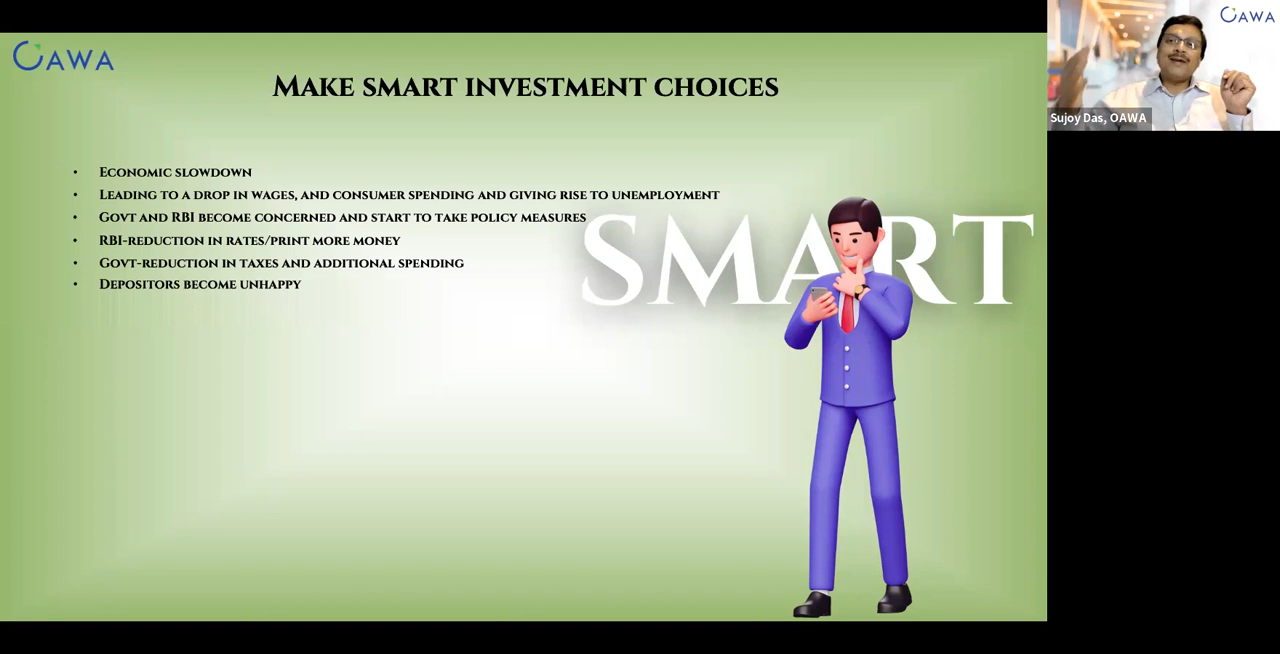 OAWA
MAKE SMART INVESTMENT CHOICES
• ECONOMIC SLOWDOWN
• LEADING TO A DROP IN WAGES, AND CONSUMER SPENDING AND GIVING RISE TO UNEMPLOYMENT
• GOVT AND RBI BECOME CONCERNED AND START TO TAKE POLICY MEASURES
• RBI-REDUCTION IN RATES/PRINT MORE MONEY
• GOVT-REDUCTION IN TAXES AND ADDITIONAL SPENDING
• DEPOSITORS BECOME UNHAPPY
SMART
OAWA
Sujoy Das, OAWA